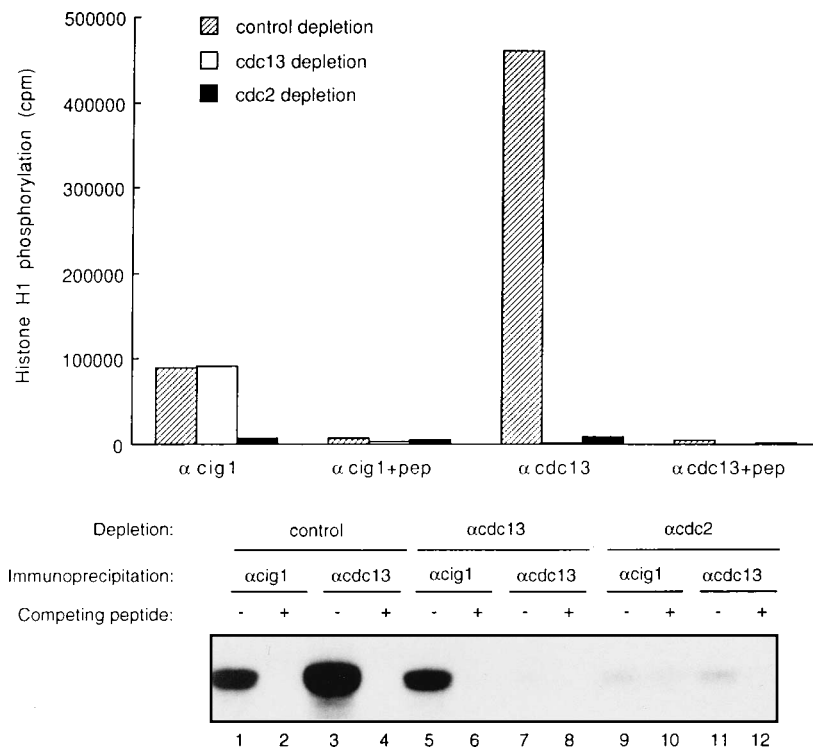 500000
400000
300000
200000
100000
0
Histone H1 phosphorylation (cpm)
control depletion
cdc13 depletion
cdc2 depletion
α cig1
α cig1+pep
α cdc13
α cdc13+pep
Depletion: control αcdc13 αcdc2
Immunoprecipitation: αcig1 αcdc13 αcig1 αcdc13 αcig1 αcdc13
Competing peptide: - + - + - + - + - + - +
1 2 3 4 5 6 7 8 9 10 11 12